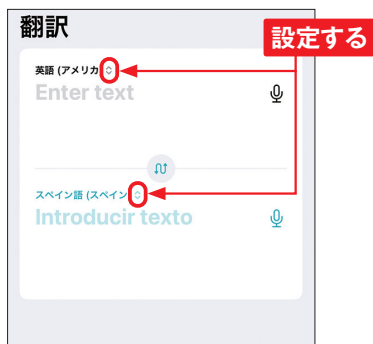 翻訳
設定する
英語 (アメリカ
Enter text
スペイン語 (スペイン
Introducir texto